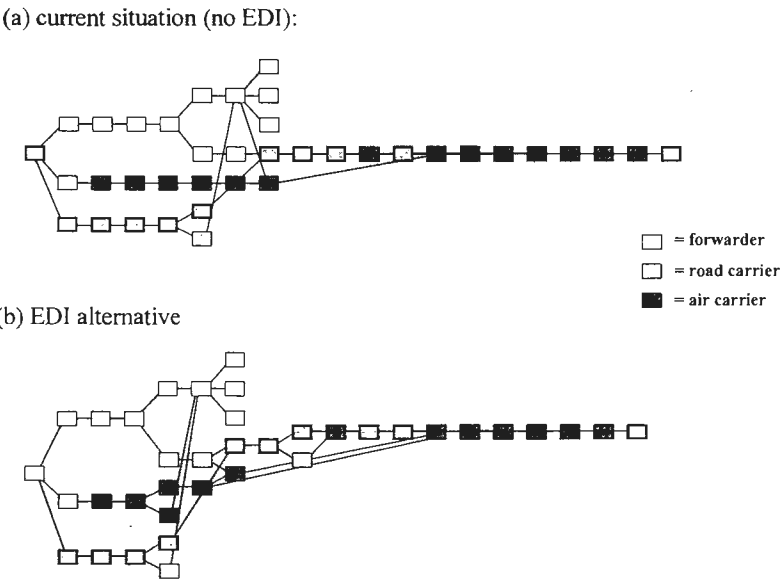 (a) current situation (no EDI):
= forwarder
= road carrier
= air carrier
(b) EDI alternative